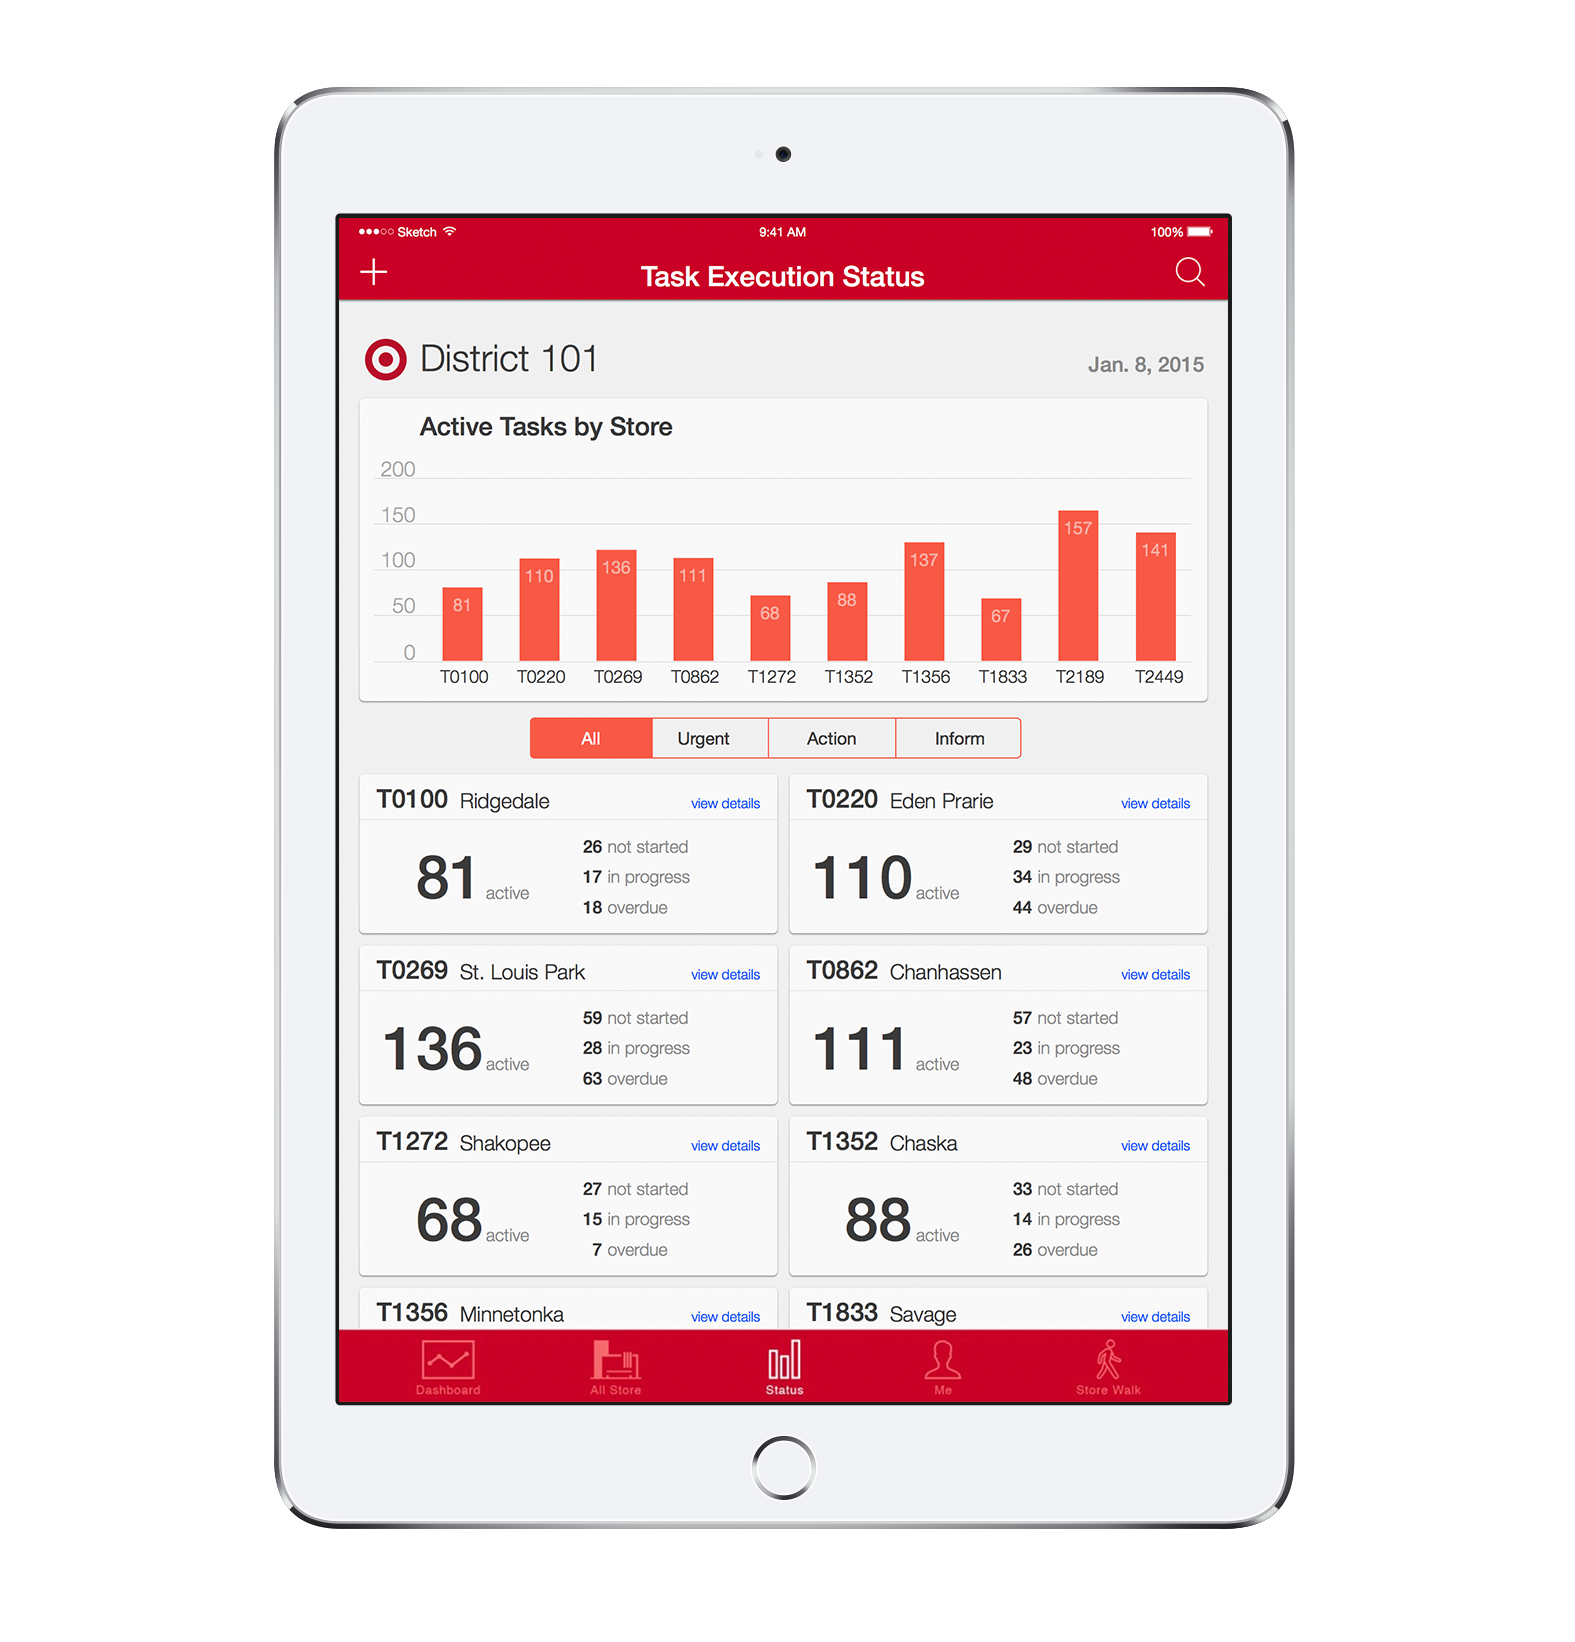 Sketch 9:41 AM 100%
Task Execution Status
District 101 Jan. 8, 2015
Active Tasks by Store
200
150
100
50
0
81 110 136 111 68 88 137 67 157 141
T0100 T0220 T0269 T0862 T1272 T1352 T1356 T1833 T2189 T2449
All Urgent Action Inform
T0100 Ridgedale view details
81 active
26 not started
17 in progress
18 overdue
T0220 Eden Prarie view details
110 active
29 not started
34 in progress
44 overdue
T0269 St. Louis Park view details
136 active
59 not started
28 in progress
63 overdue
T0862 Chanhassen view details
111 active
57 not started
23 in progress
48 overdue
T1272 Shakopee view details
68 active
27 not started
15 in progress
7 overdue
T1352 Chaska view details
88 active
33 not started
14 in progress
26 overdue
T1356 Minnetonka view details
T1833 Savage view details
Dashboard All Store Status Me Store Walk